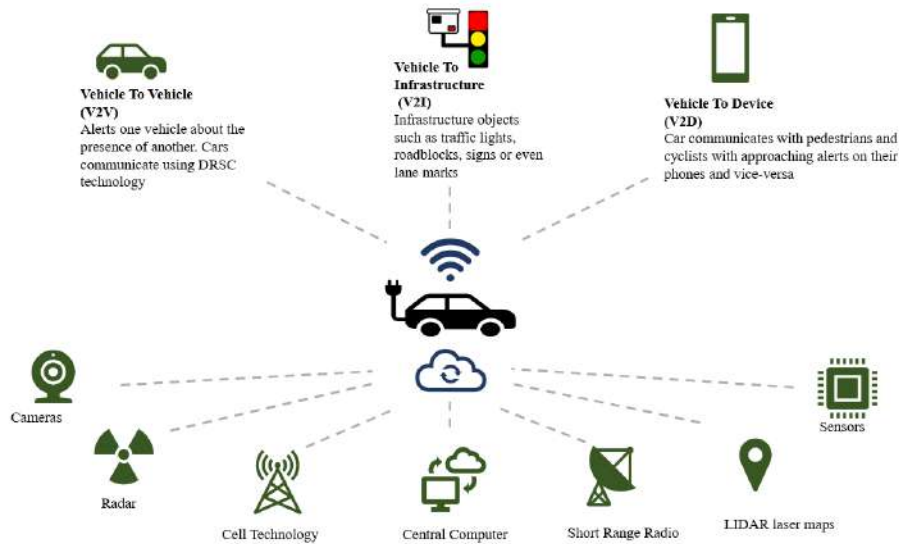 Vehicle To Vehicle
(V2V)
Alerts one vehicle about the
presence of another. Cars
communicate using DRSC
technology
Vehicle To
Infrastructure
(V2I)
Infrastructure objects
such as traffic lights,
roadblocks, signs or even
lane marks
Vehicle To Device
(V2D)
Car communicates with pedestrians and
cyclists with approaching alerts on their
phones and vice-versa
Cameras
Radar
Cell Technology
Central Computer
Short Range Radio
LIDAR laser maps
Sensors